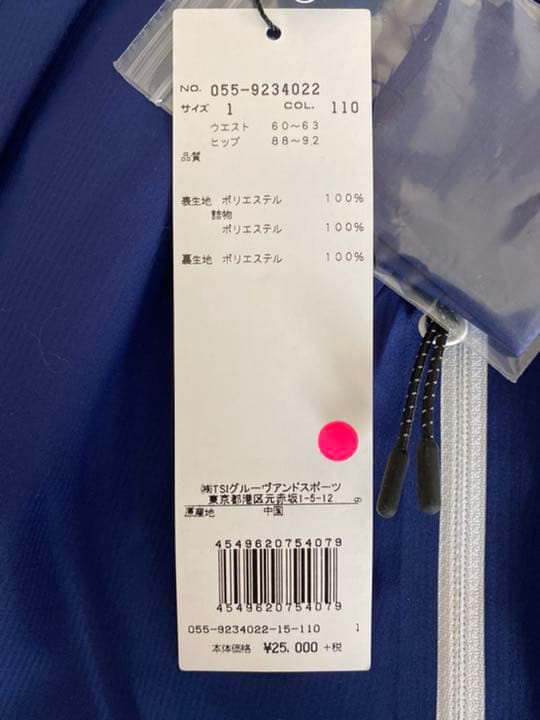 NO. 055-9234022
サイズ 1 COL. 110
ウエスト 60~63
ヒップ 88~92
品質
表生地 ポリエステル 100%
詰物
ポリエステル 100%
裏生地 ポリエステル 100%
㈱TSIグルーヴアンドスポーツ
東京都港区元赤坂1-5-12 9
原産地 中国
4549620754079
4549620754079
055-9234022-15-110 1
本体価格 ¥25,000 +税